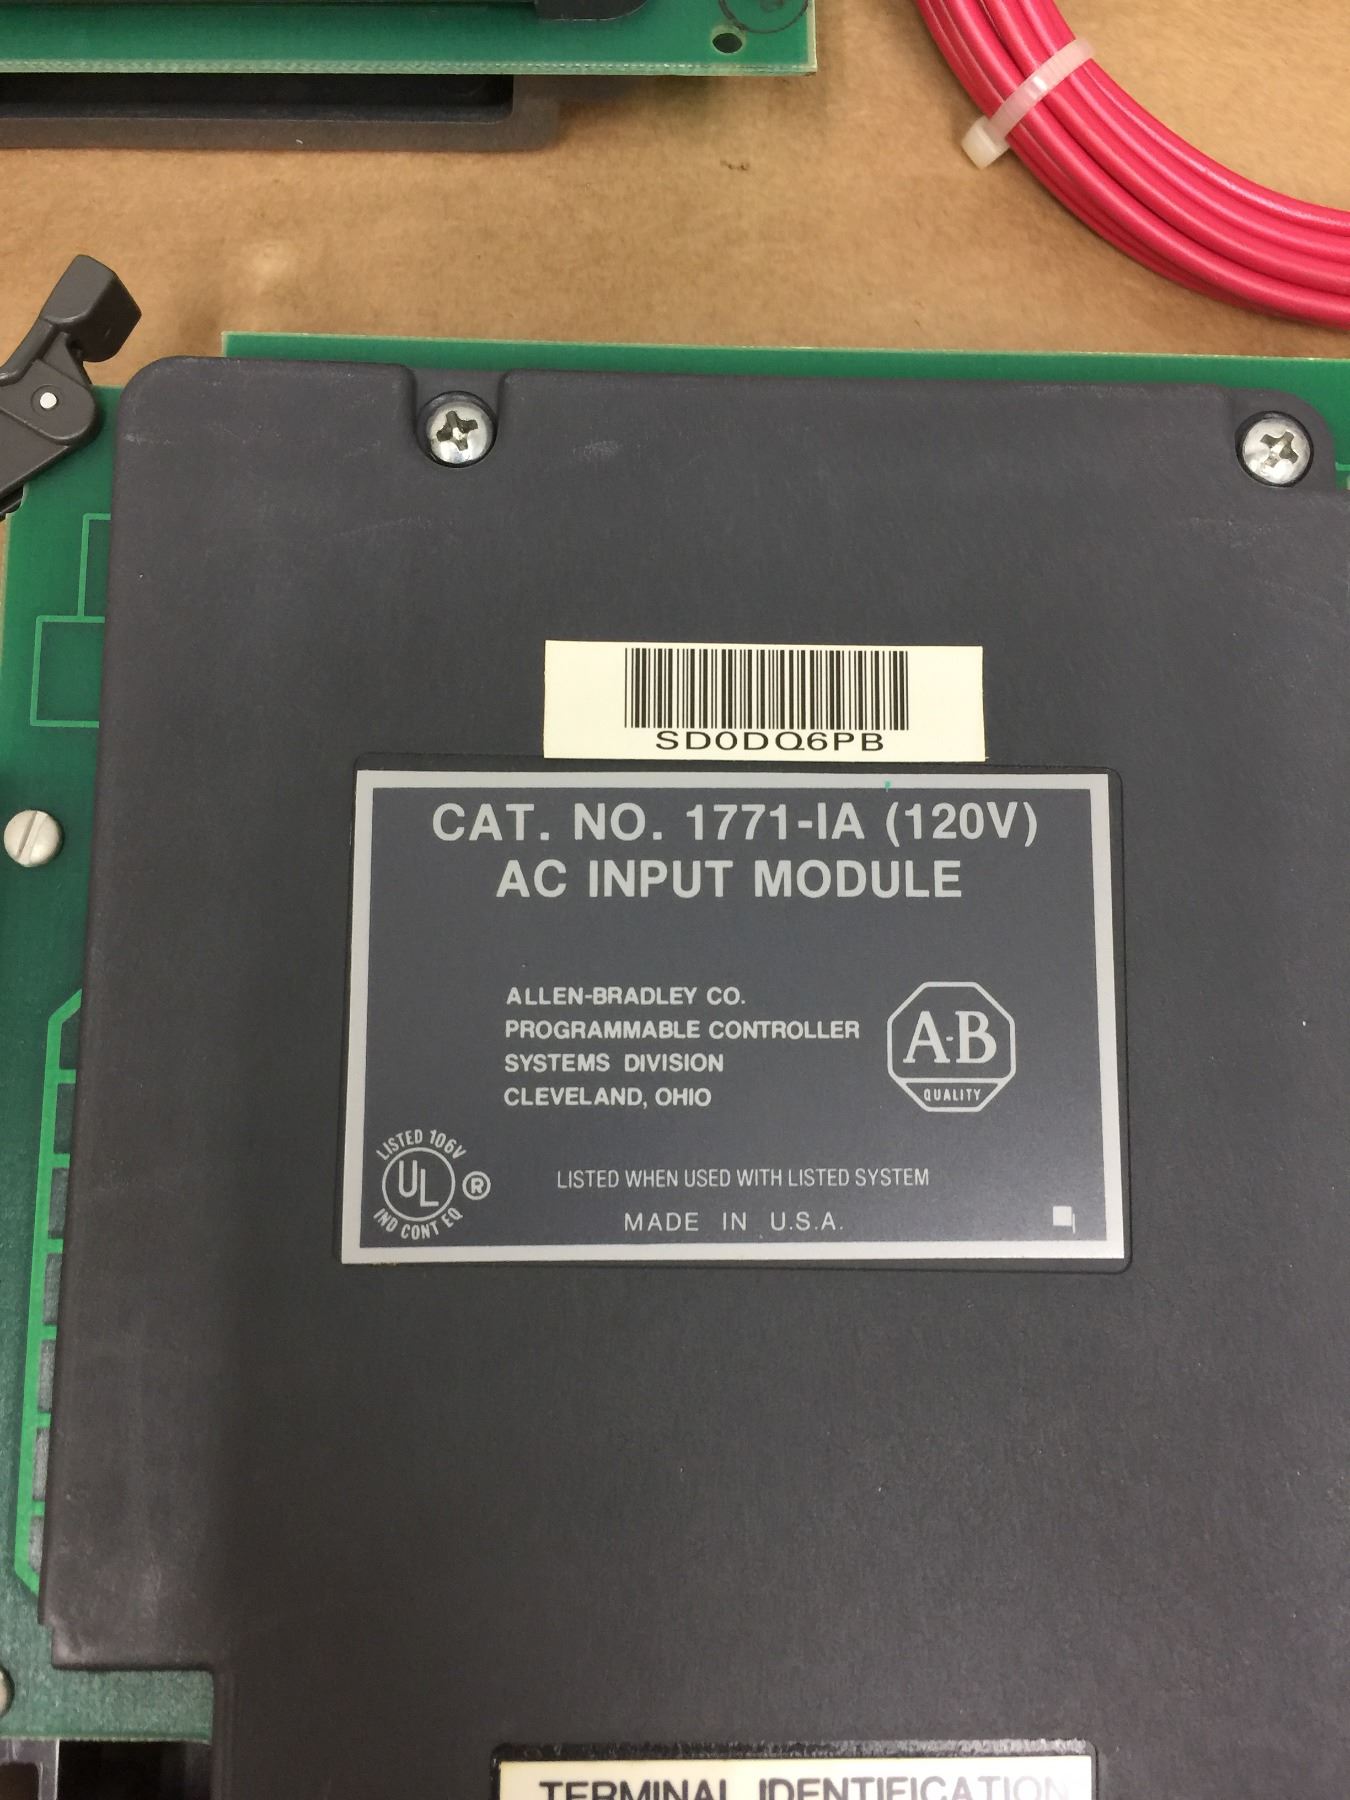 SD0DQ6PB
CAT. NO. 1771-IA (120V)
AC INPUT MODULE
ALLEN-BRADLEY CO.
PROGRAMMABLE CONTROLLER
SYSTEMS DIVISION
CLEVELAND, OHIO
A-B
QUALITY
LISTED 106V
UL ®
IND CONT EQ
LISTED WHEN USED WITH LISTED SYSTEM
MADE IN U.S.A.
TERMINAL IDENTIFICATION